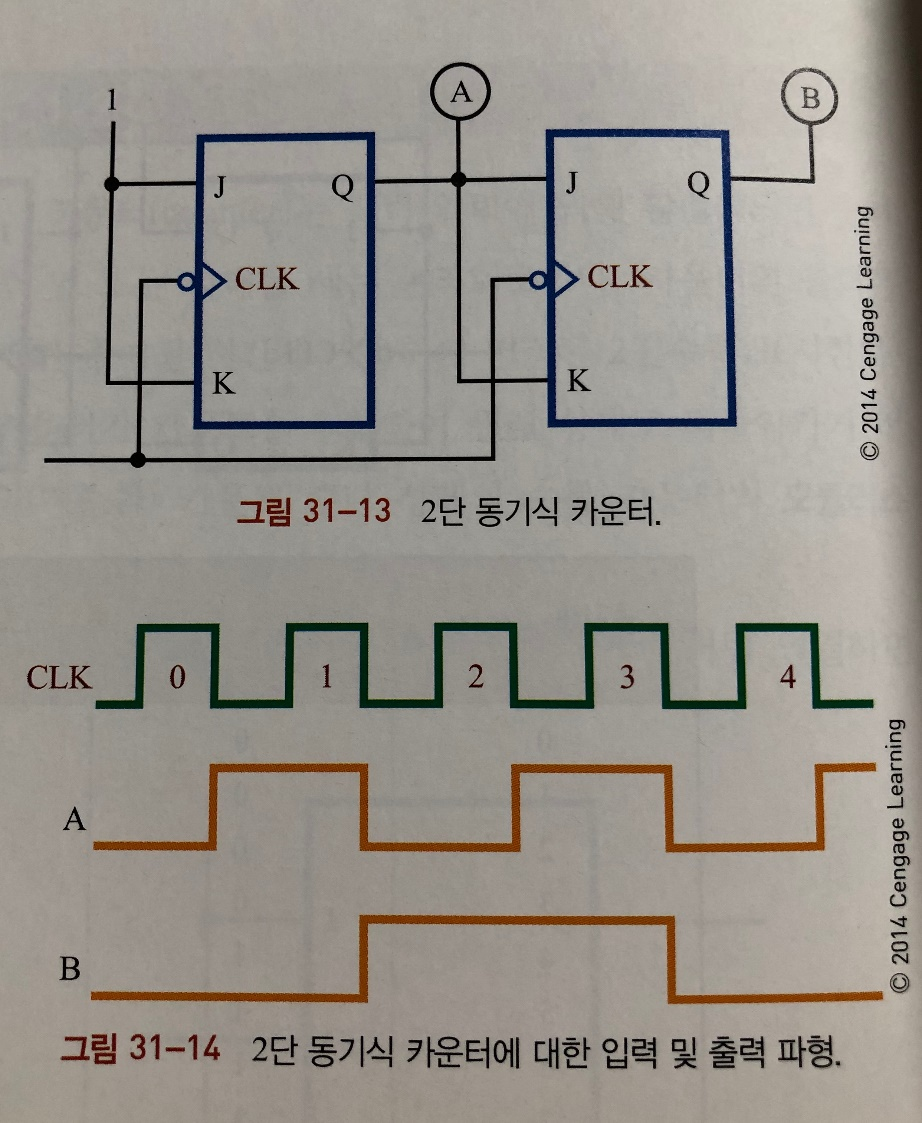 1
A
B
J Q
J Q
CLK
CLK
K
K
© 2014 Cengage Learning
그림 31–13 2단 동기식 카운터.
CLK 0 1 2 3 4
A
B
© 2014 Cengage Learning
그림 31–14 2단 동기식 카운터에 대한 입력 및 출력 파형.